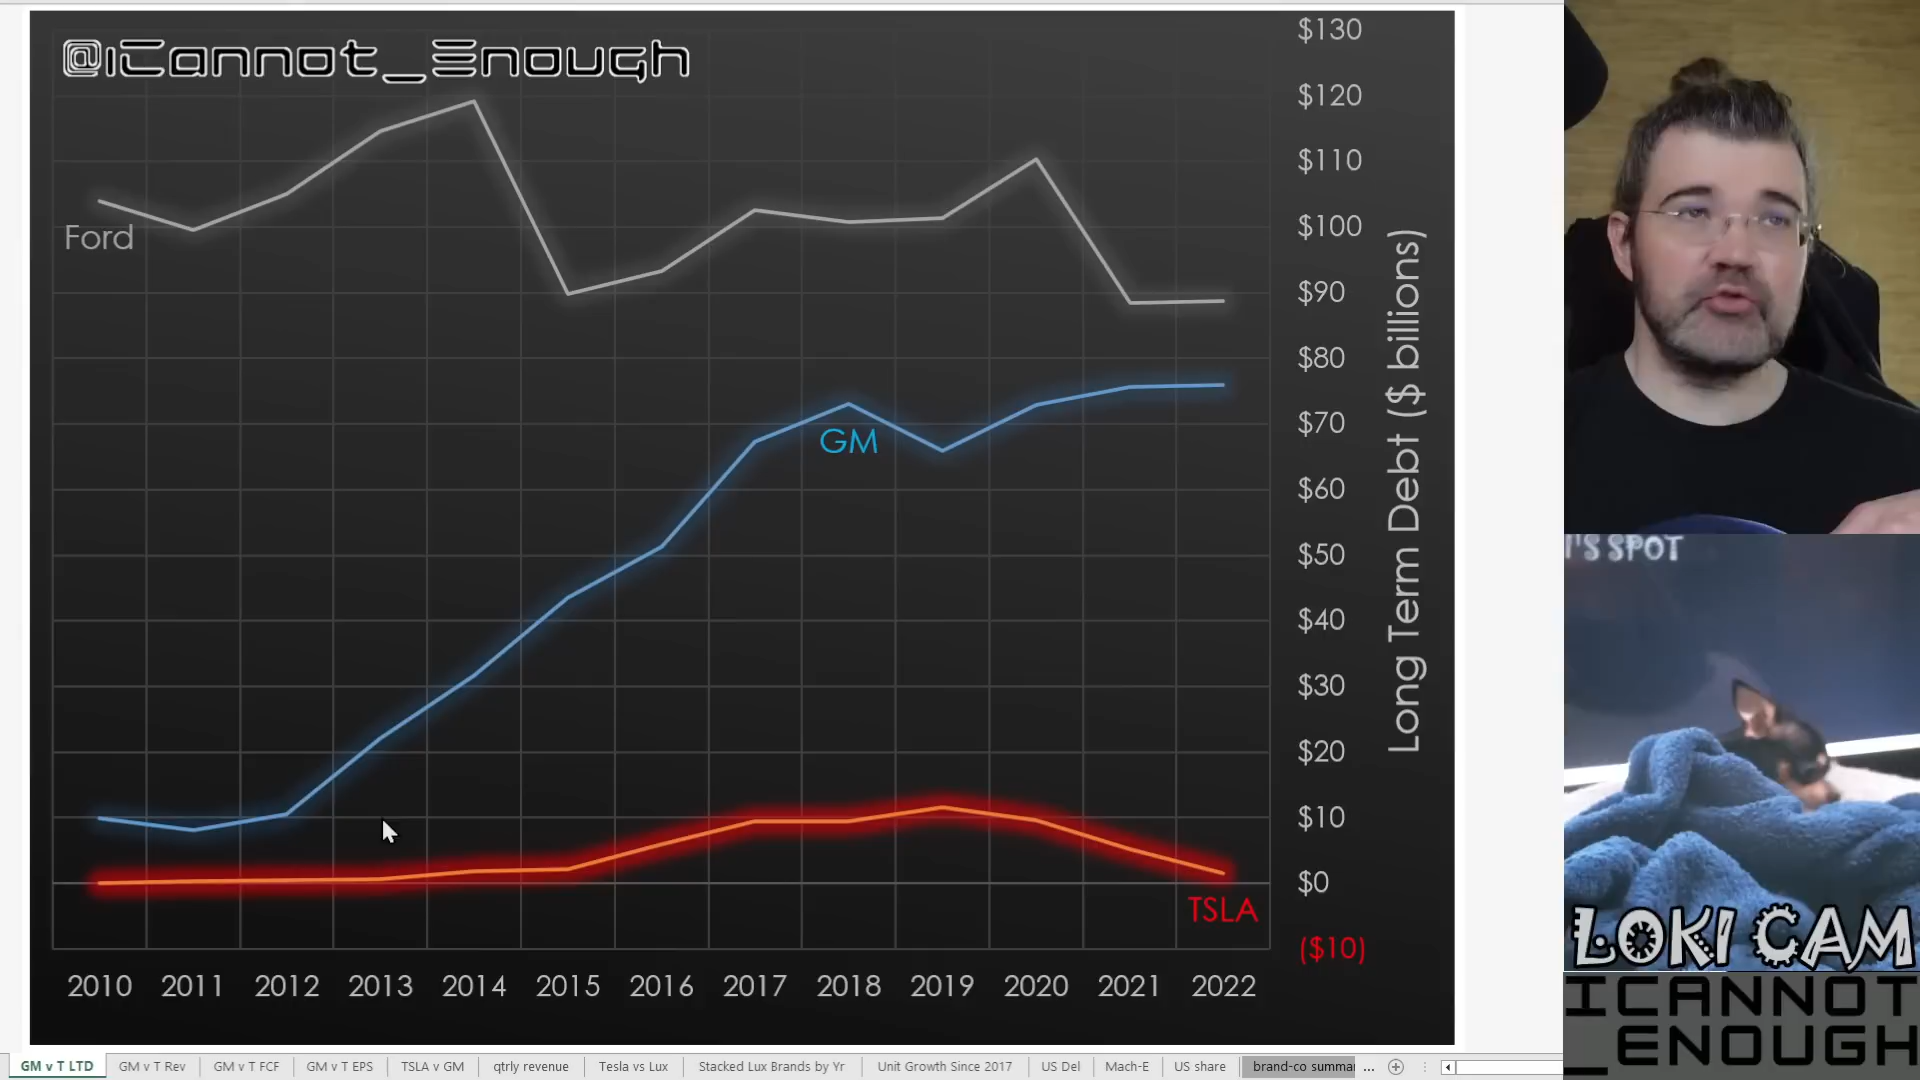 @iCannot_Enough
$130
$120
$110
$100
$90
$80
$70
$60
$50
$40
$30
$20
$10
$0
($10)
Long Term Debt ($ billions)
Ford
GM
TSLA
2010 2011 2012 2013 2014 2015 2016 2017 2018 2019 2020 2021 2022
GM v T LTD GM v T Rev GM v T FCF GM v T EPS TSLA v GM qtrly revenue Tesla vs Lux Stacked Lux Brands by Yr Unit Growth Since 2017 US Del Mach-E US share brand-co summar ...
I'S SPOT
LOKI CAM
ICANNOT
_ENOUGH